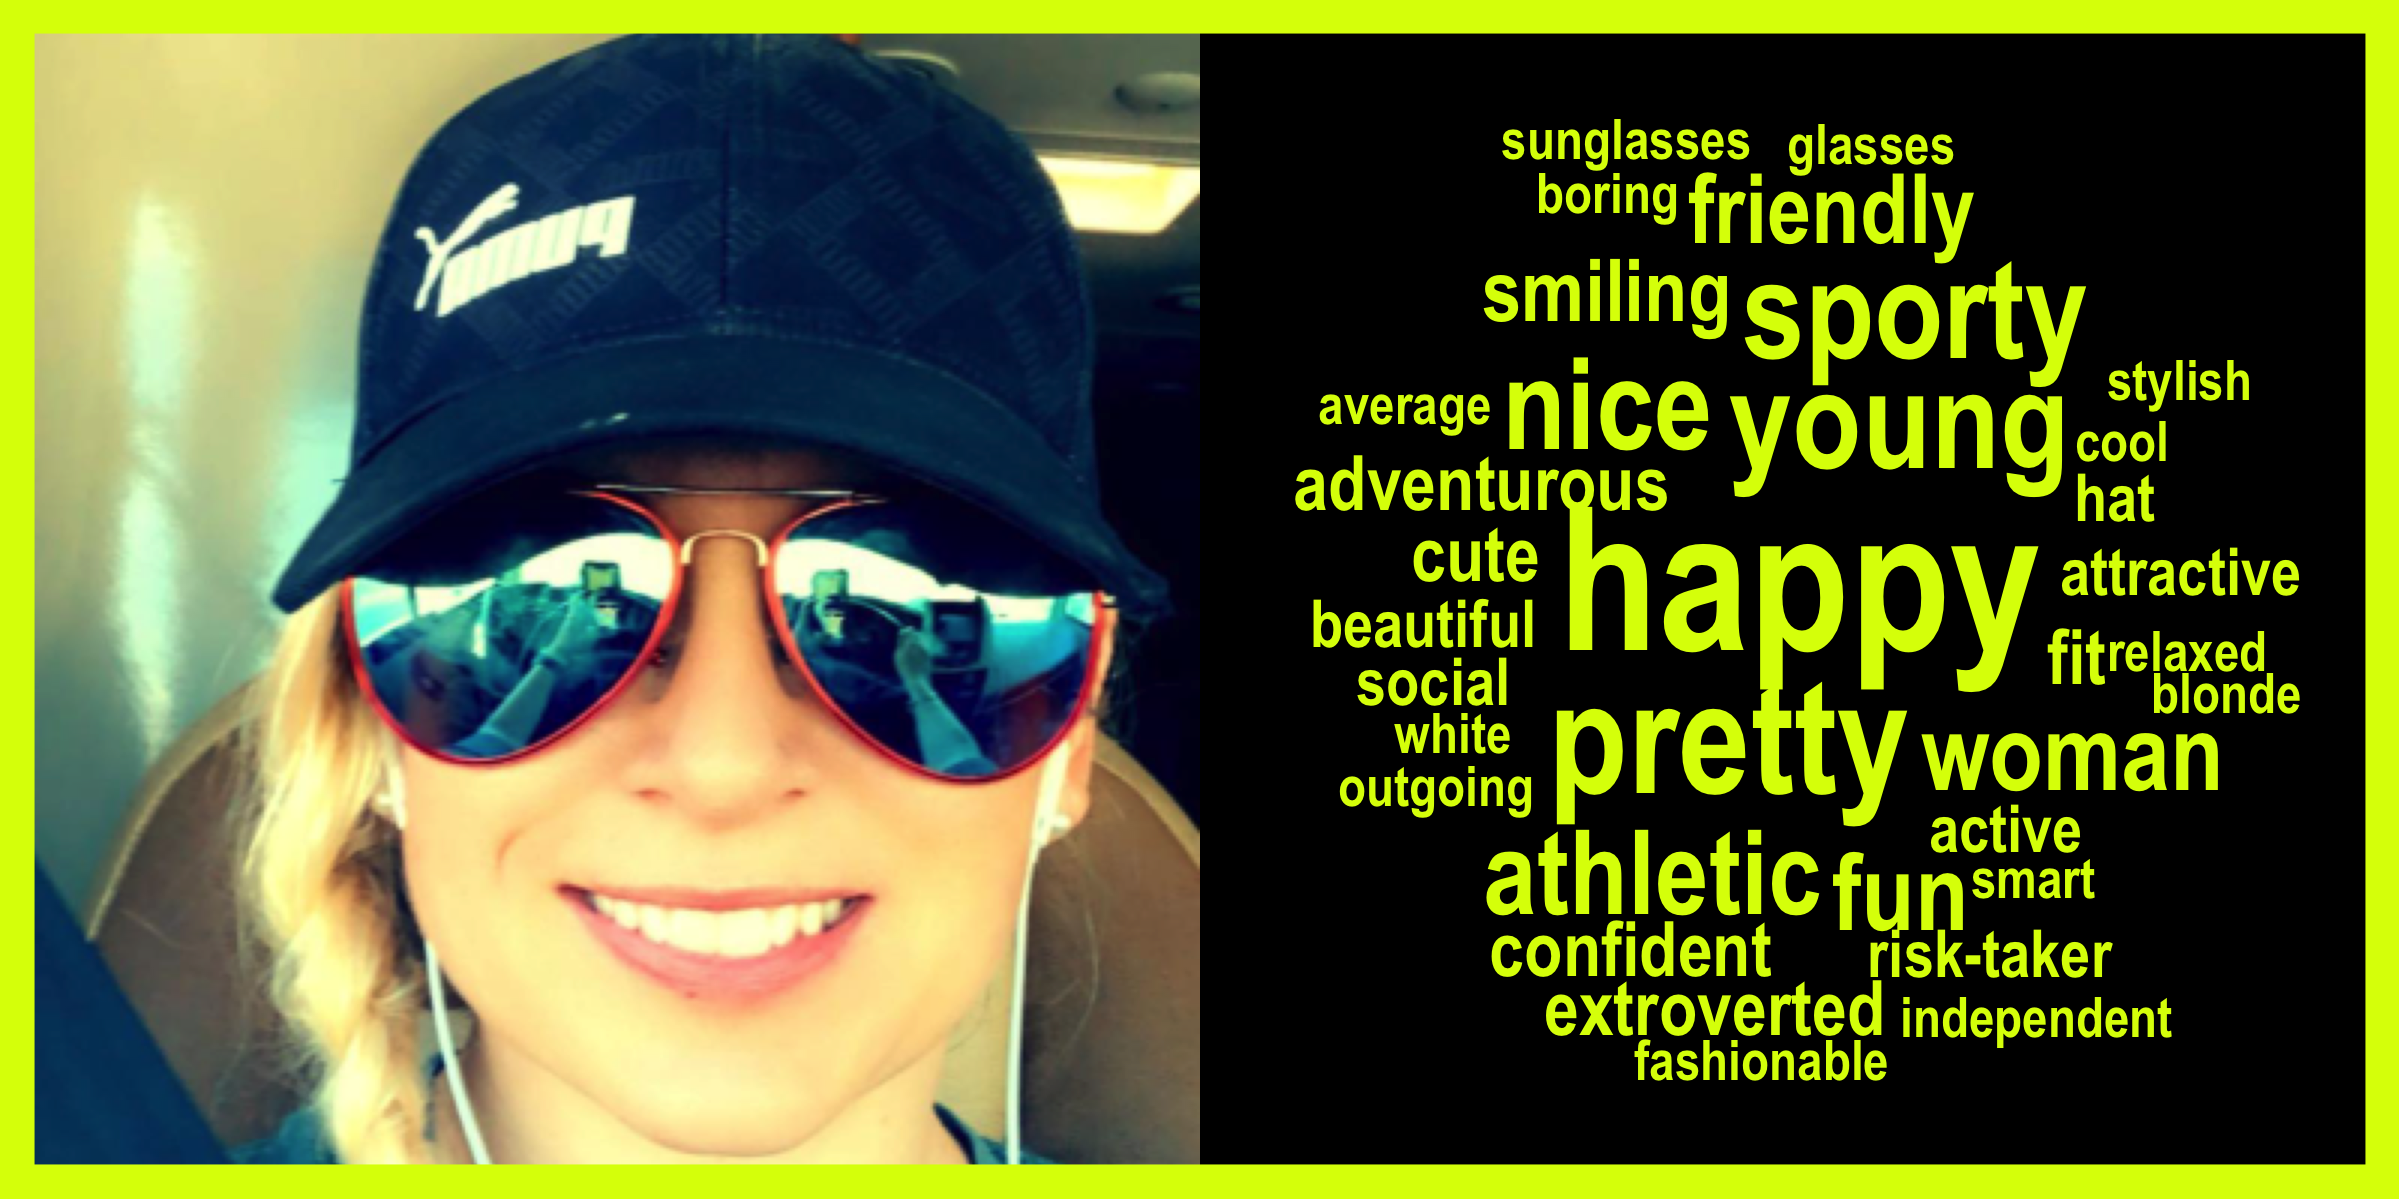 puma
sunglasses glasses
boring friendly
smiling sporty
average nice young stylish
cool
adventurous hat
cute happy attractive
beautiful
social fit relaxed
blonde
white pretty woman
outgoing
active
athletic fun smart
confident risk-taker
extroverted independent
fashionable